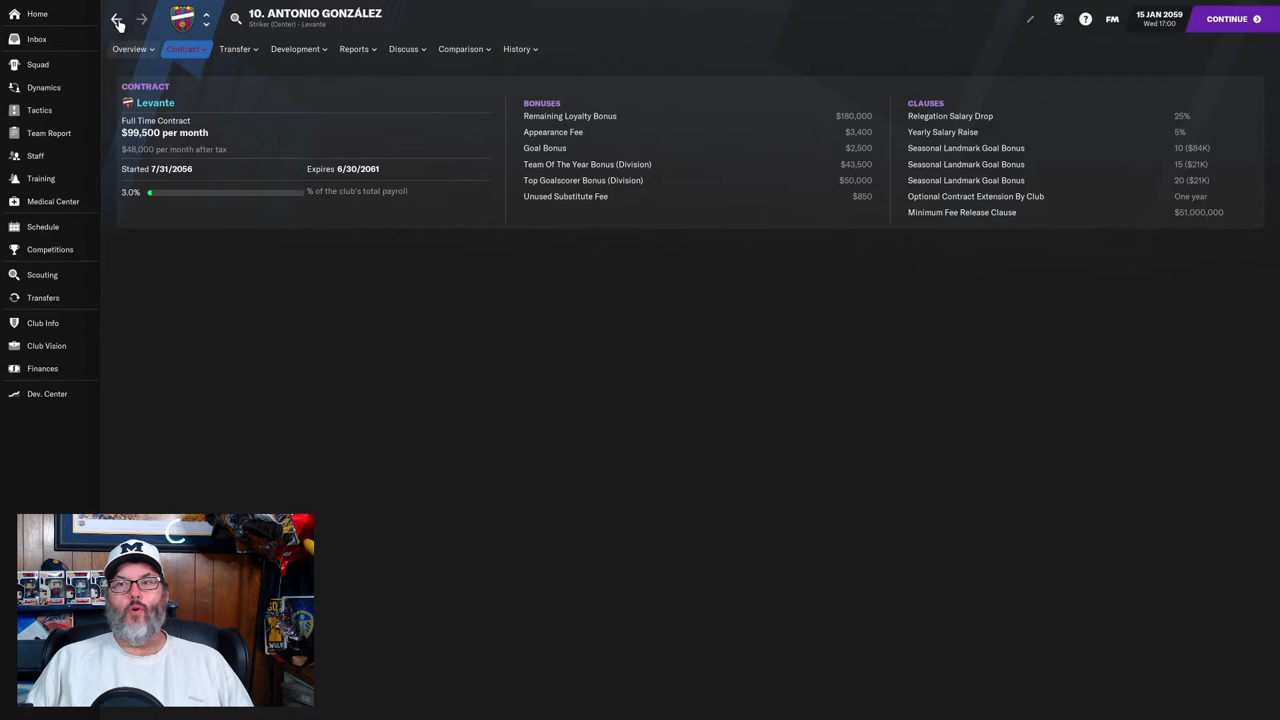 Home
Inbox
Squad
Dynamics
Tactics
Team Report
Staff
Training
Medical Center
Schedule
Competitions
Scouting
Transfers
Club Info
Club Vision
Finances
Dev. Center
10. ANTONIO GONZÁLEZ
Striker (Center) - Levante
FM
15 JAN 2059
Wed 17:00
CONTINUE
Overview
Contract
Transfer
Development
Reports
Discuss
Comparison
History
CONTRACT
Levante
Full Time Contract
$99,500 per month
$48,000 per month after tax
Started 7/31/2056 Expires 6/30/2061
3.0% % of the club's total payroll
BONUSES
Remaining Loyalty Bonus $180,000
Appearance Fee $3,400
Goal Bonus $2,500
Team Of The Year Bonus (Division) $43,500
Top Goalscorer Bonus (Division) $50,000
Unused Substitute Fee $850
CLAUSES
Relegation Salary Drop 25%
Yearly Salary Raise 5%
Seasonal Landmark Goal Bonus 10 ($84K)
Seasonal Landmark Goal Bonus 15 ($21K)
Seasonal Landmark Goal Bonus 20 ($21K)
Optional Contract Extension By Club One year
Minimum Fee Release Clause $51,000,000
M